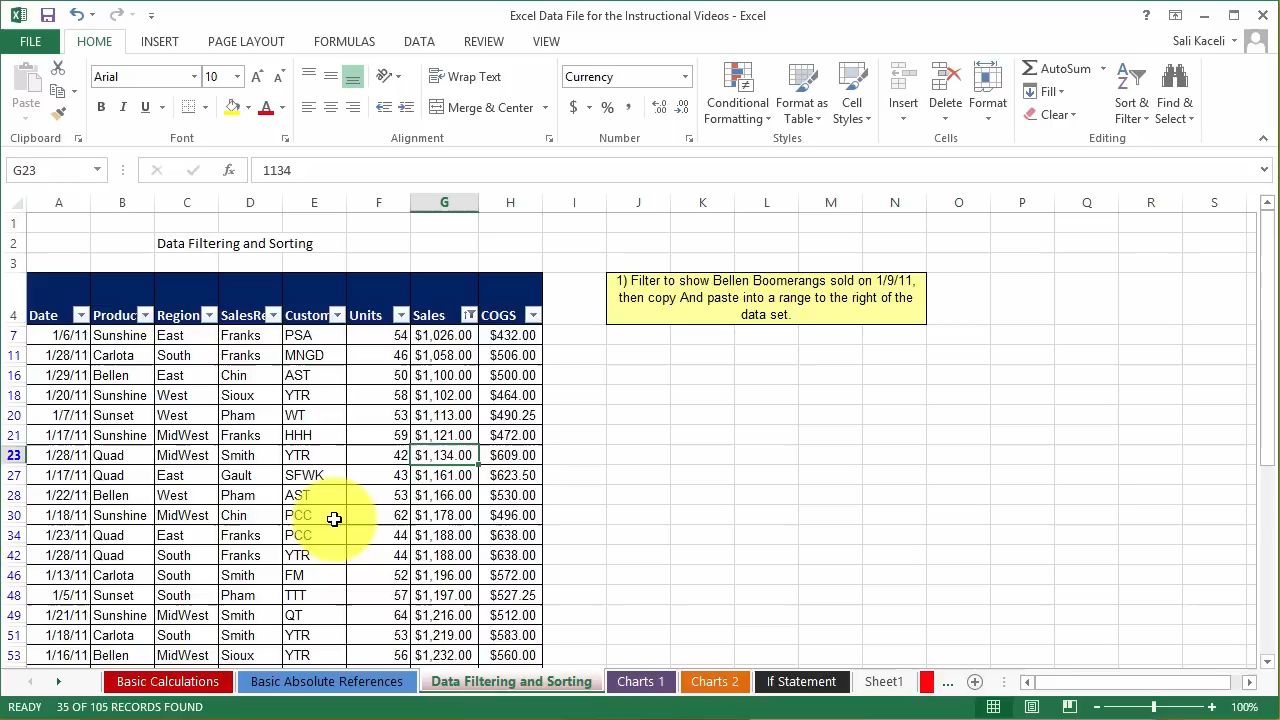 Excel Data File for the Instructional Videos - Excel
?
FILE HOME INSERT PAGE LAYOUT FORMULAS DATA REVIEW VIEW Sali Kaceli
Paste Arial 10 A A Wrap Text Currency Conditional Formatting Format as Table Cell Styles Insert Delete Format AutoSum Fill Clear Sort & Filter Find & Select
B I U A Merge & Center $ % , .00 .00
Clipboard Font Alignment Number Styles Cells Editing
G23 fx 1134
A B C D E F G H I J K L M N O P Q R S
1
2 Data Filtering and Sorting
3
4 Date Product Region SalesRe Custom Units Sales COGS
1) Filter to show Bellen Boomerangs sold on 1/9/11,
then copy And paste into a range to the right of the
data set.
7 1/6/11 Sunshine East Franks PSA 54 $1,026.00 $432.00
11 1/28/11 Carlota South Franks MNGD 46 $1,058.00 $506.00
16 1/29/11 Bellen East Chin AST 50 $1,100.00 $500.00
18 1/20/11 Sunshine West Sioux YTR 58 $1,102.00 $464.00
20 1/7/11 Sunset West Pham WT 53 $1,113.00 $490.25
21 1/17/11 Sunshine MidWest Franks HHH 59 $1,121.00 $472.00
23 1/28/11 Quad MidWest Smith YTR 42 $1,134.00 $609.00
27 1/17/11 Quad East Gault SFWK 43 $1,161.00 $623.50
28 1/22/11 Bellen West Pham AST 53 $1,166.00 $530.00
30 1/18/11 Sunshine MidWest Chin PCC 62 $1,178.00 $496.00
34 1/23/11 Quad East Franks PCC 44 $1,188.00 $638.00
42 1/28/11 Quad South Franks YTR 44 $1,188.00 $638.00
46 1/13/11 Carlota South Smith FM 52 $1,196.00 $572.00
48 1/5/11 Sunset South Pham TTT 57 $1,197.00 $527.25
49 1/21/11 Sunshine MidWest Smith QT 64 $1,216.00 $512.00
51 1/18/11 Carlota South Smith YTR 53 $1,219.00 $583.00
53 1/16/11 Bellen MidWest Sioux YTR 56 $1,232.00 $560.00
Basic Calculations Basic Absolute References Data Filtering and Sorting Charts 1 Charts 2 If Statement Sheet1 ...
READY 35 OF 105 RECORDS FOUND 100%